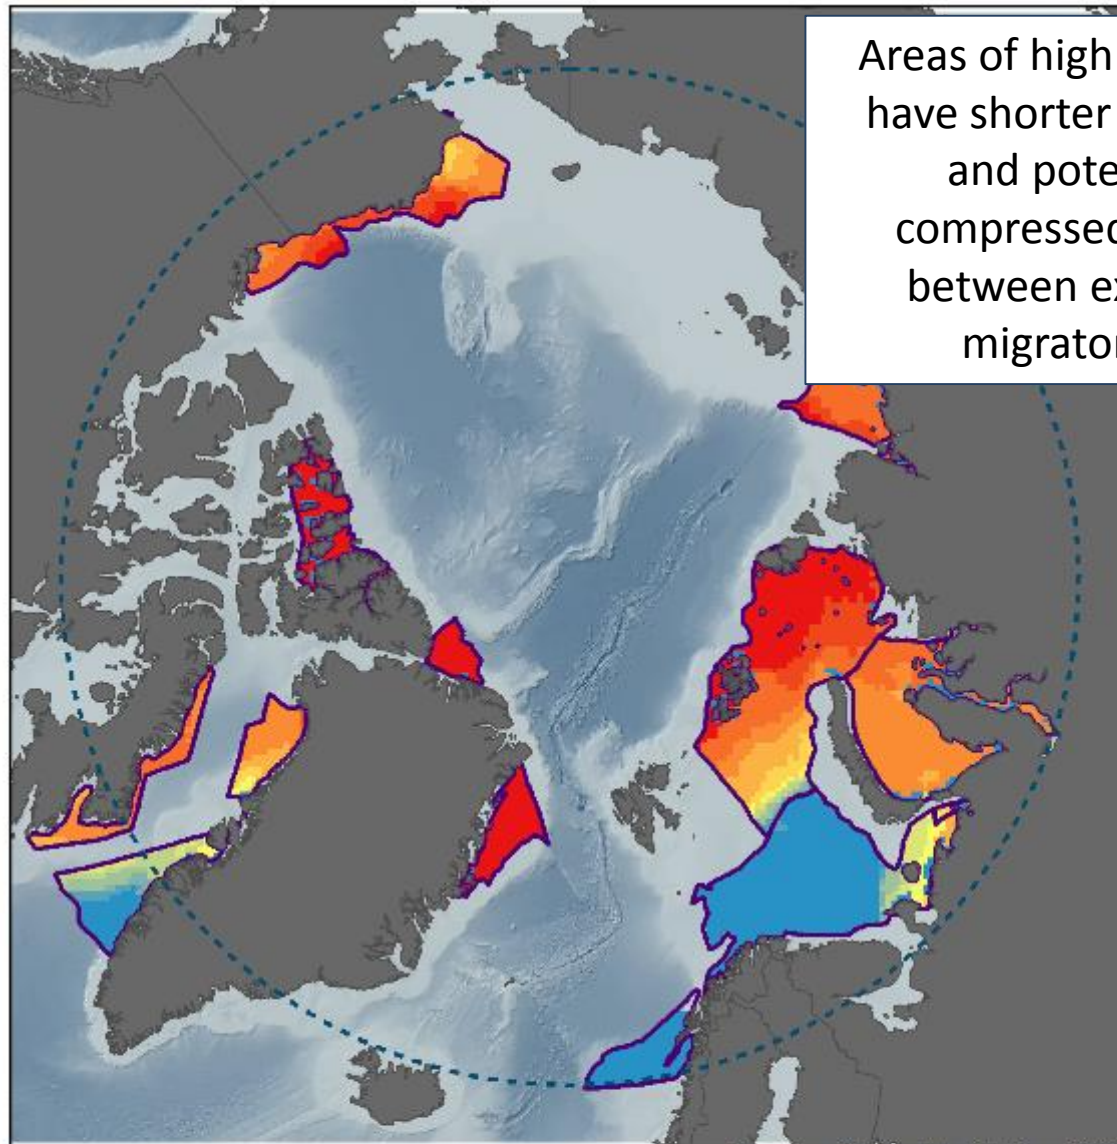 Areas of high
have shorter
and pote
compressed
between ex
migrator